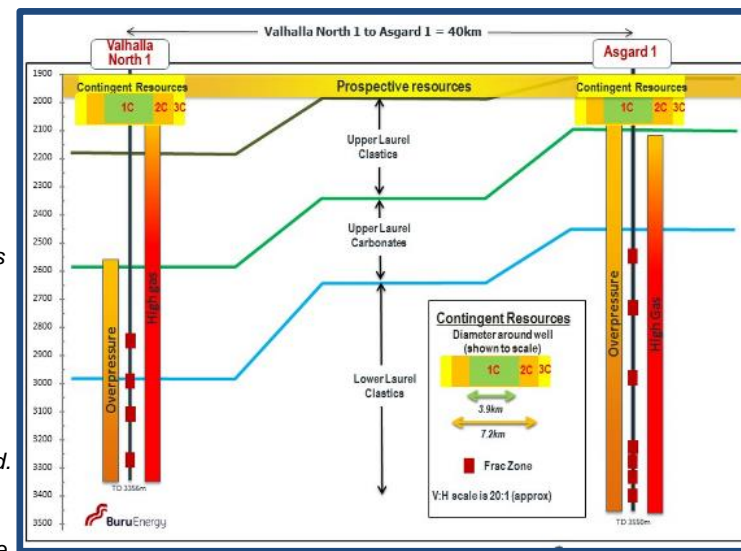 Valhalla North 1 to Asgard 1 = 40km
Valhalla
North 1
Asgard 1
Contingent Resources
1C 2C 3C
Prospective resources
Contingent Resources
1C 2C 3C
1900
2000
2100
2200
2300
2400
2500
2600
2700
2800
2900
3000
3100
3200
3300
3400
3500
Overpressure
High gas
TD 3356m
Upper Laurel
Clastics
Upper Laurel
Carbonates
Lower Laurel
Clastics
Contingent Resources
Diameter around well
(shown to scale)
1C 2C 3C
3.9km
7.2km
Frac Zone
V:H scale is 20:1 (approx)
Overpressure
High Gas
TD 3550m
BuruEnergy
s
d.
e